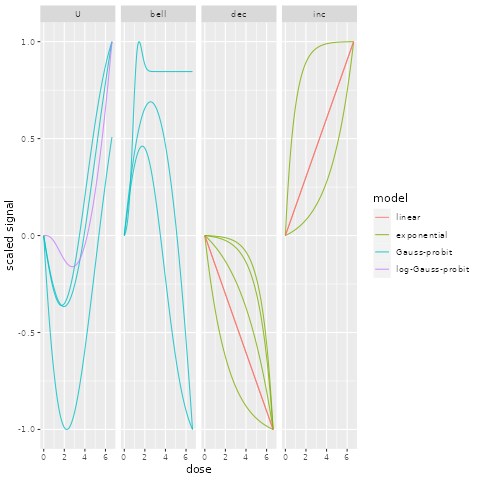 U bell dec inc
1.0
0.5
0.0
-0.5
-1.0
scaled signal
0 2 4 6 0 2 4 6 0 2 4 6 0 2 4 6
dose
model
linear
exponential
Gauss-probit
log-Gauss-probit